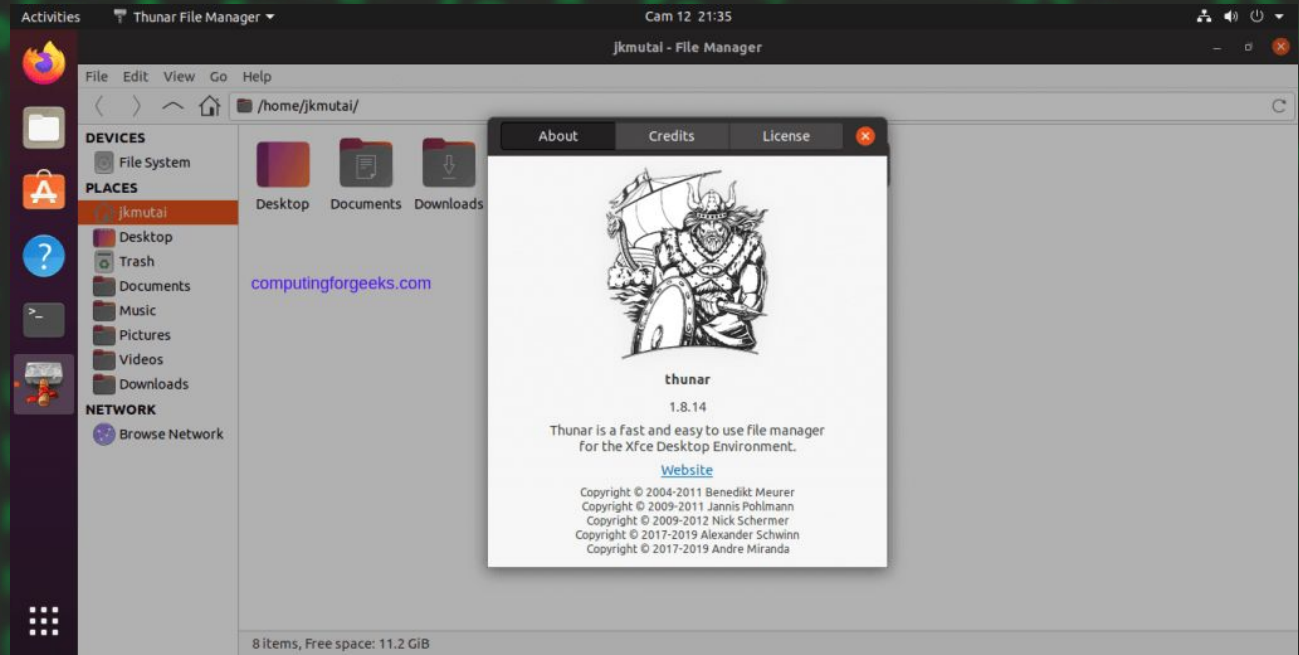 Activities Thunar File Manager
Cam 12 21:35
jkmutai - File Manager
File Edit View Go Help
/home/jkmutai/
DEVICES
File System
PLACES
jkmutai
Desktop
Trash
Documents
Music
Pictures
Videos
Downloads
NETWORK
Browse Network
Desktop Documents Downloads
computingforgeeks.com
About Credits License
thunar
1.8.14
Thunar is a fast and easy to use file manager
for the Xfce Desktop Environment.
Website
Copyright © 2004-2011 Benedikt Meurer
Copyright © 2009-2011 Jannis Pohlmann
Copyright © 2009-2012 Nick Schermer
Copyright © 2017-2019 Alexander Schwinn
Copyright © 2017-2019 Andre Miranda
8 items, Free space: 11.2 GiB